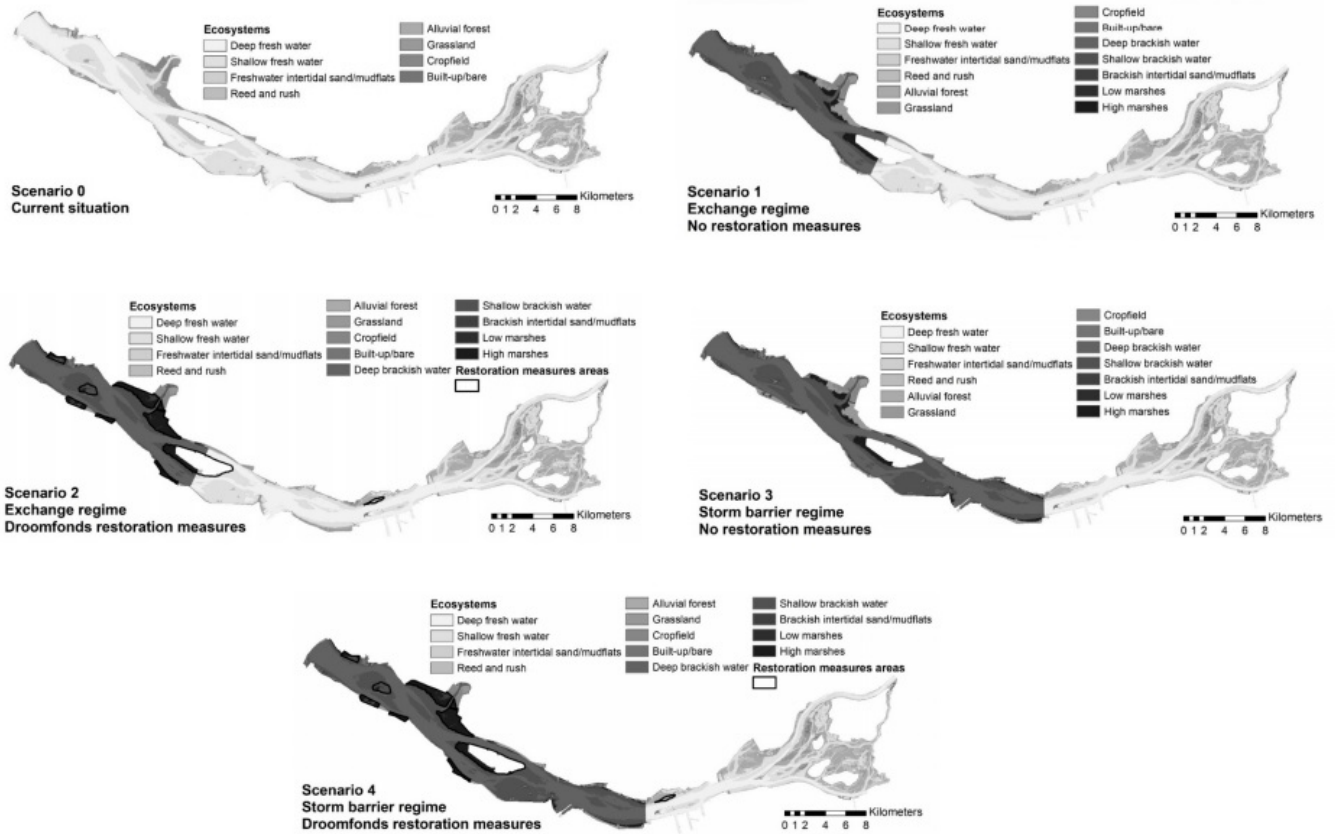 Ecosystems
Deep fresh water
Shallow fresh water
Freshwater intertidal sand/mudflats
Reed and rush
Alluvial forest
Grassland
Cropfield
Built-up/bare
Scenario 0
Current situation
Kilometers
0 1 2 4 6 8
Ecosystems
Deep fresh water
Shallow fresh water
Freshwater intertidal sand/mudflats
Reed and rush
Alluvial forest
Grassland
Cropfield
Built-up/bare
Deep brackish water
Shallow brackish water
Brackish intertidal sand/mudflats
Low marshes
High marshes
Scenario 1
Exchange regime
No restoration measures
Kilometers
0 1 2 4 6 8
Ecosystems
Deep fresh water
Shallow fresh water
Freshwater intertidal sand/mudflats
Reed and rush
Alluvial forest
Grassland
Cropfield
Built-up/bare
Deep brackish water
Shallow brackish water
Brackish intertidal sand/mudflats
Low marshes
High marshes
Restoration measures areas
Scenario 2
Exchange regime
Droomfonds restoration measures
Kilometers
0 1 2 4 6 8
Ecosystems
Deep fresh water
Shallow fresh water
Freshwater intertidal sand/mudflats
Reed and rush
Alluvial forest
Grassland
Cropfield
Built-up/bare
Deep brackish water
Shallow brackish water
Brackish intertidal sand/mudflats
Low marshes
High marshes
Scenario 3
Storm barrier regime
No restoration measures
Kilometers
0 1 2 4 6 8
Ecosystems
Deep fresh water
Shallow fresh water
Freshwater intertidal sand/mudflats
Reed and rush
Alluvial forest
Grassland
Cropfield
Built-up/bare
Deep brackish water
Shallow brackish water
Brackish intertidal sand/mudflats
Low marshes
High marshes
Restoration measures areas
Scenario 4
Storm barrier regime
Droomfonds restoration measures
Kilometers
0 1 2 4 6 8